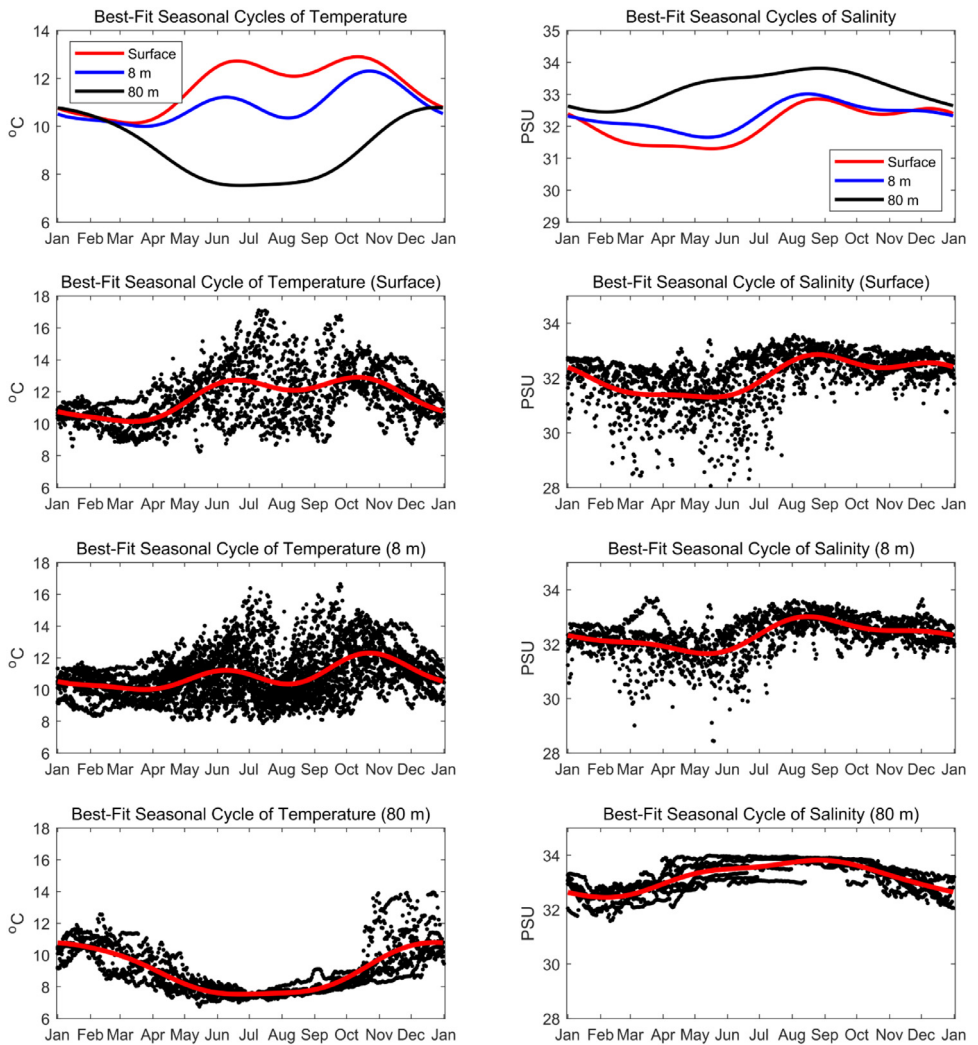 Best-Fit Seasonal Cycles of Temperature
14
12
10
8
6
°C
Surface
8 m
80 m
Jan Feb Mar Apr May Jun Jul Aug Sep Oct Nov Dec Jan
Best-Fit Seasonal Cycles of Salinity
35
34
33
32
31
30
29
PSU
Surface
8 m
80 m
Jan Feb Mar Apr May Jun Jul Aug Sep Oct Nov Dec Jan
Best-Fit Seasonal Cycle of Temperature (Surface)
18
16
14
12
10
8
6
°C
Jan Feb Mar Apr May Jun Jul Aug Sep Oct Nov Dec Jan
Best-Fit Seasonal Cycle of Salinity (Surface)
34
32
30
28
PSU
Jan Feb Mar Apr May Jun Jul Aug Sep Oct Nov Dec Jan
Best-Fit Seasonal Cycle of Temperature (8 m)
18
16
14
12
10
8
6
°C
Jan Feb Mar Apr May Jun Jul Aug Sep Oct Nov Dec Jan
Best-Fit Seasonal Cycle of Salinity (8 m)
34
32
30
28
PSU
Jan Feb Mar Apr May Jun Jul Aug Sep Oct Nov Dec Jan
Best-Fit Seasonal Cycle of Temperature (80 m)
18
16
14
12
10
8
6
°C
Jan Feb Mar Apr May Jun Jul Aug Sep Oct Nov Dec Jan
Best-Fit Seasonal Cycle of Salinity (80 m)
34
32
30
28
PSU
Jan Feb Mar Apr May Jun Jul Aug Sep Oct Nov Dec Jan